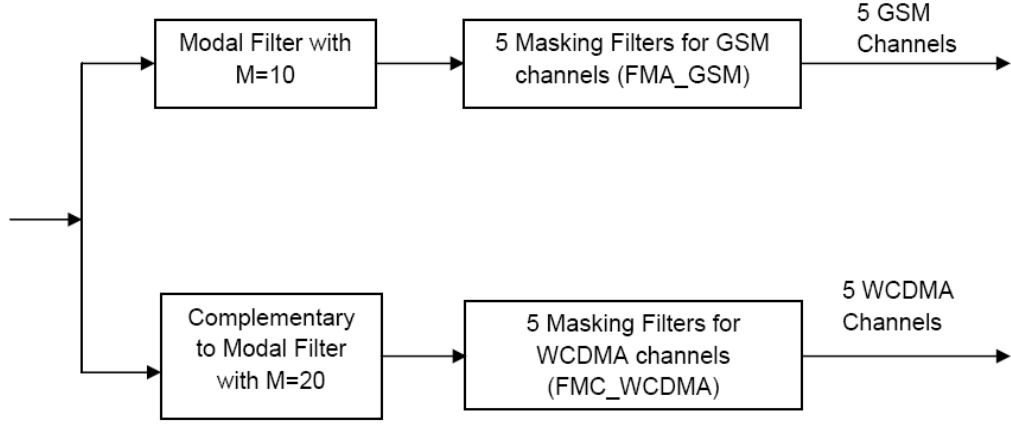 Modal Filter with
M=10
5 Masking Filters for GSM
channels (FMA_GSM)
5 GSM
Channels
Complementary
to Modal Filter
with M=20
5 Masking Filters for
WCDMA channels
(FMC_WCDMA)
5 WCDMA
Channels